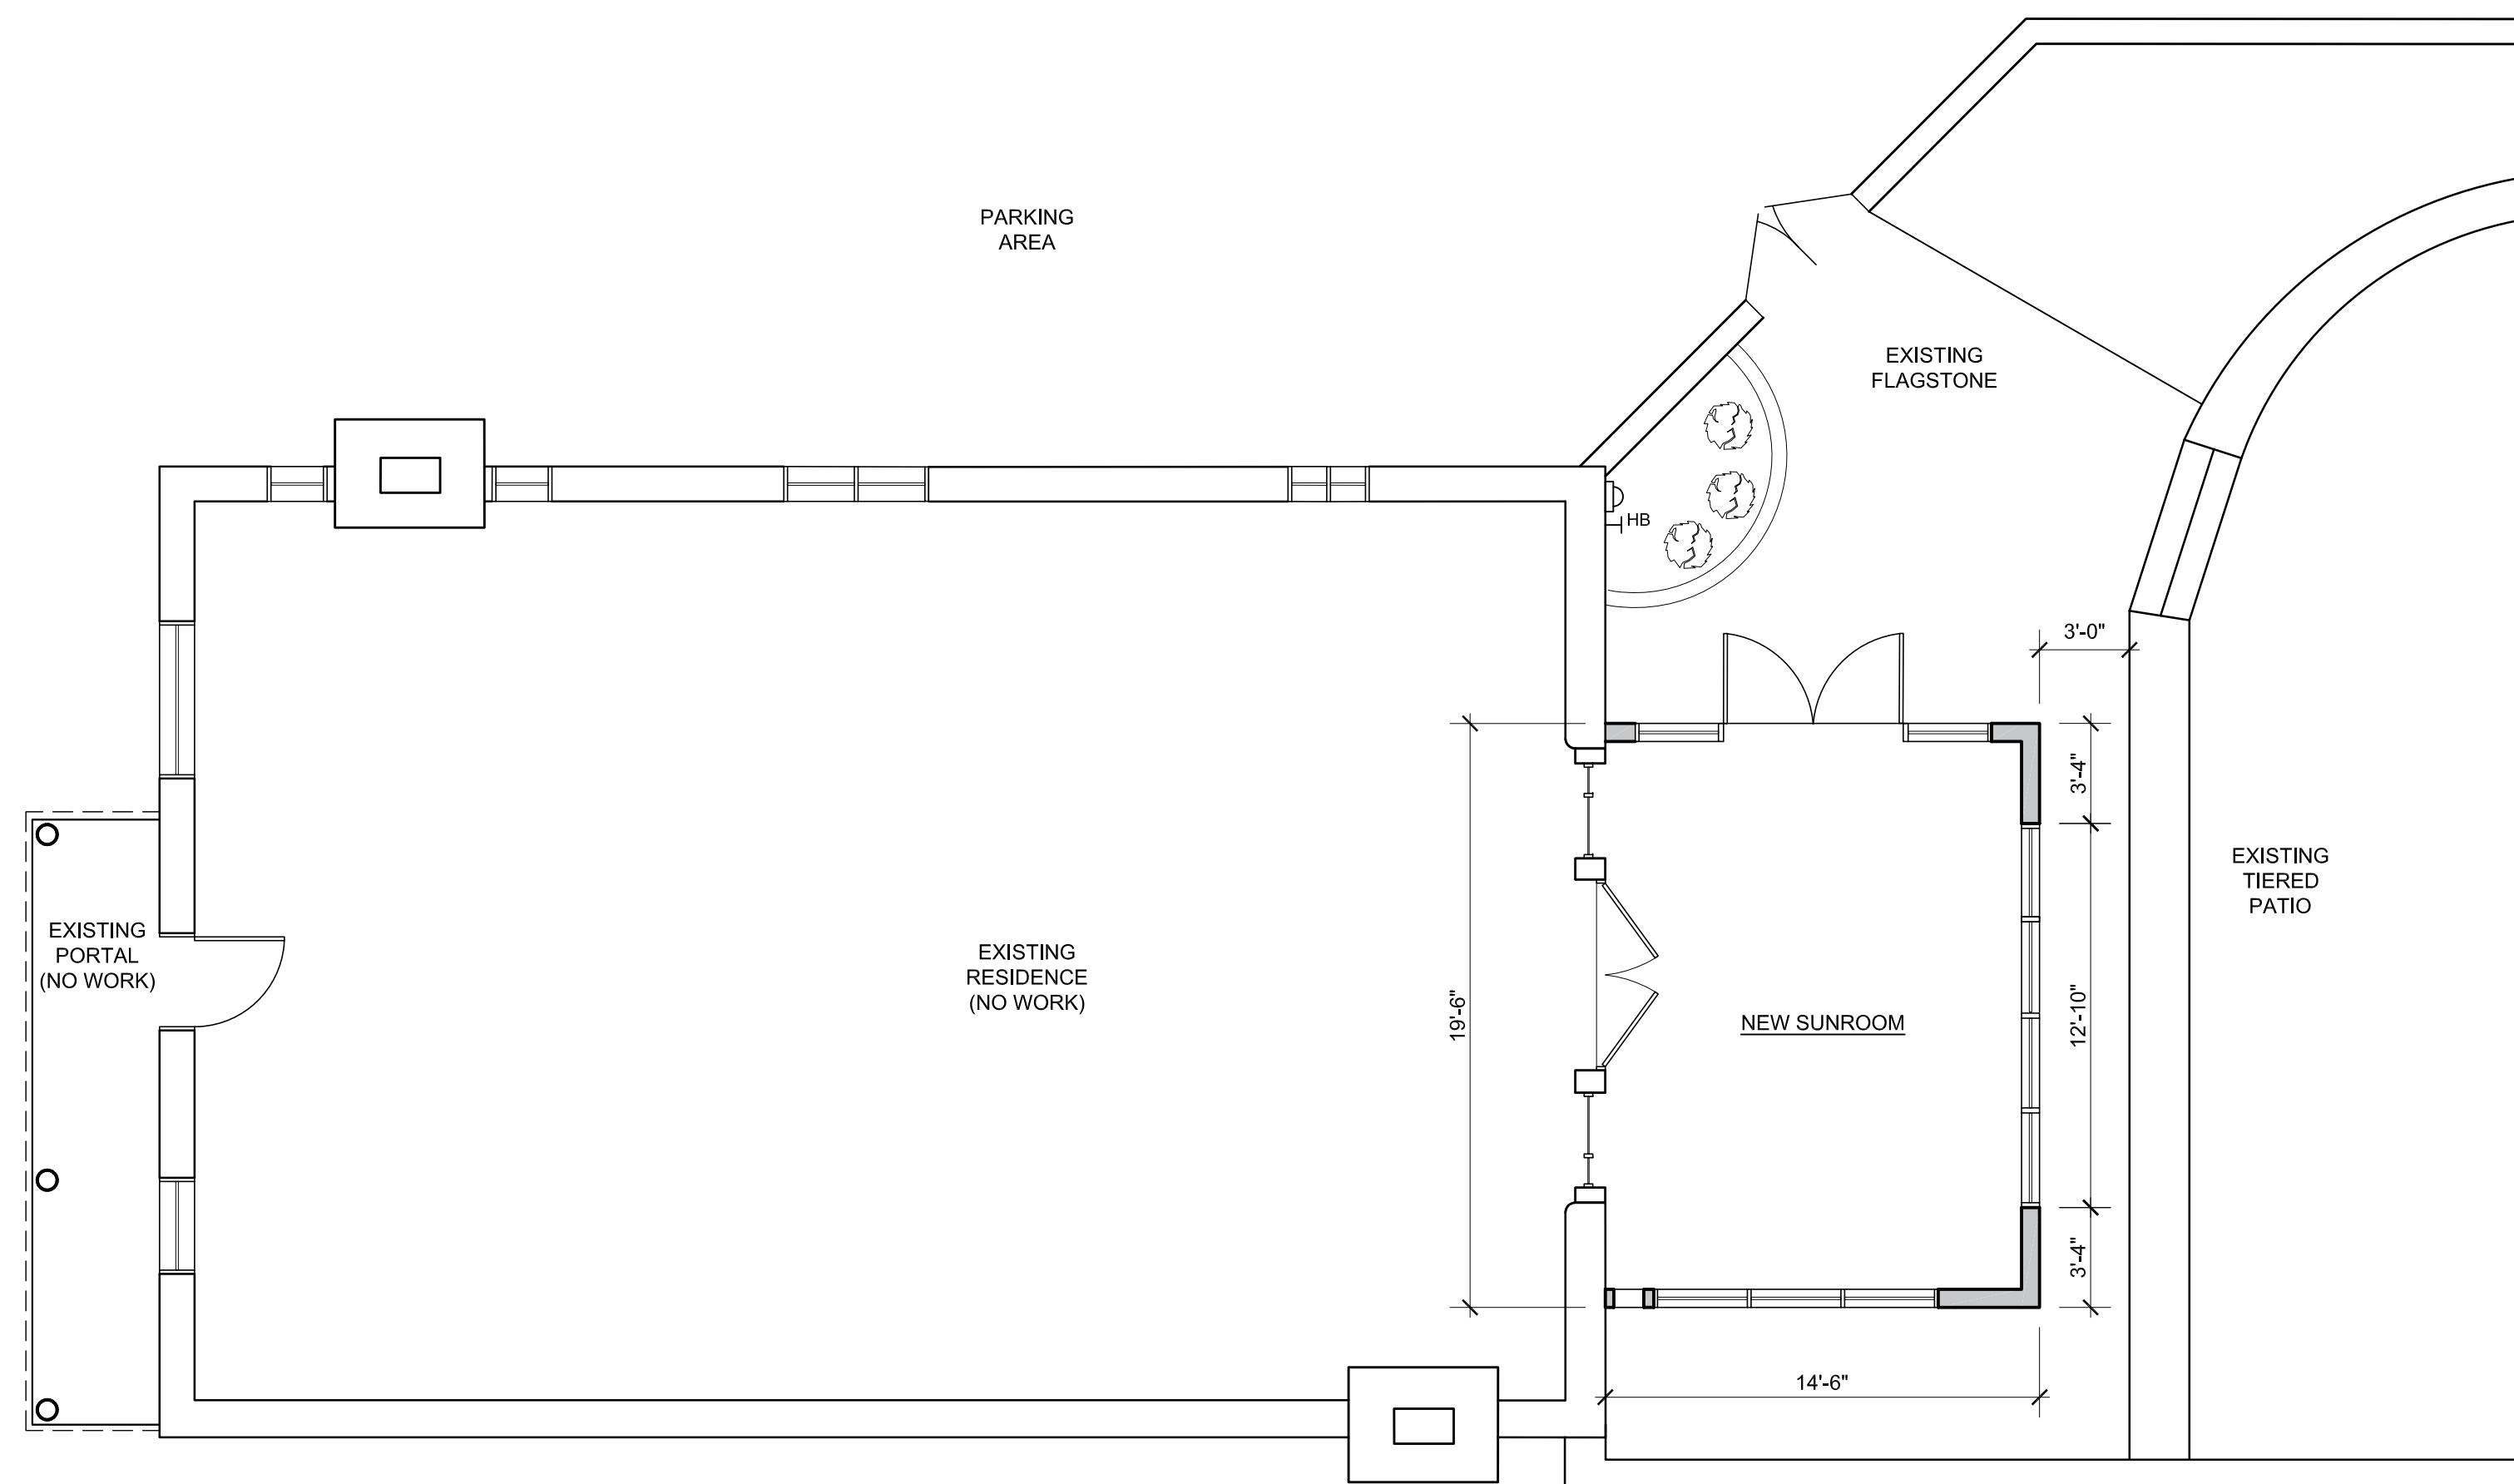 PARKING
AREA
EXISTING
FLAGSTONE
HB
3'-0"
3'-4"
EXISTING
TIERED
PATIO
EXISTING
PORTAL
(NO WORK)
EXISTING
RESIDENCE
(NO WORK)
19'-6"
NEW SUNROOM
12'-10"
3'-4"
14'-6"